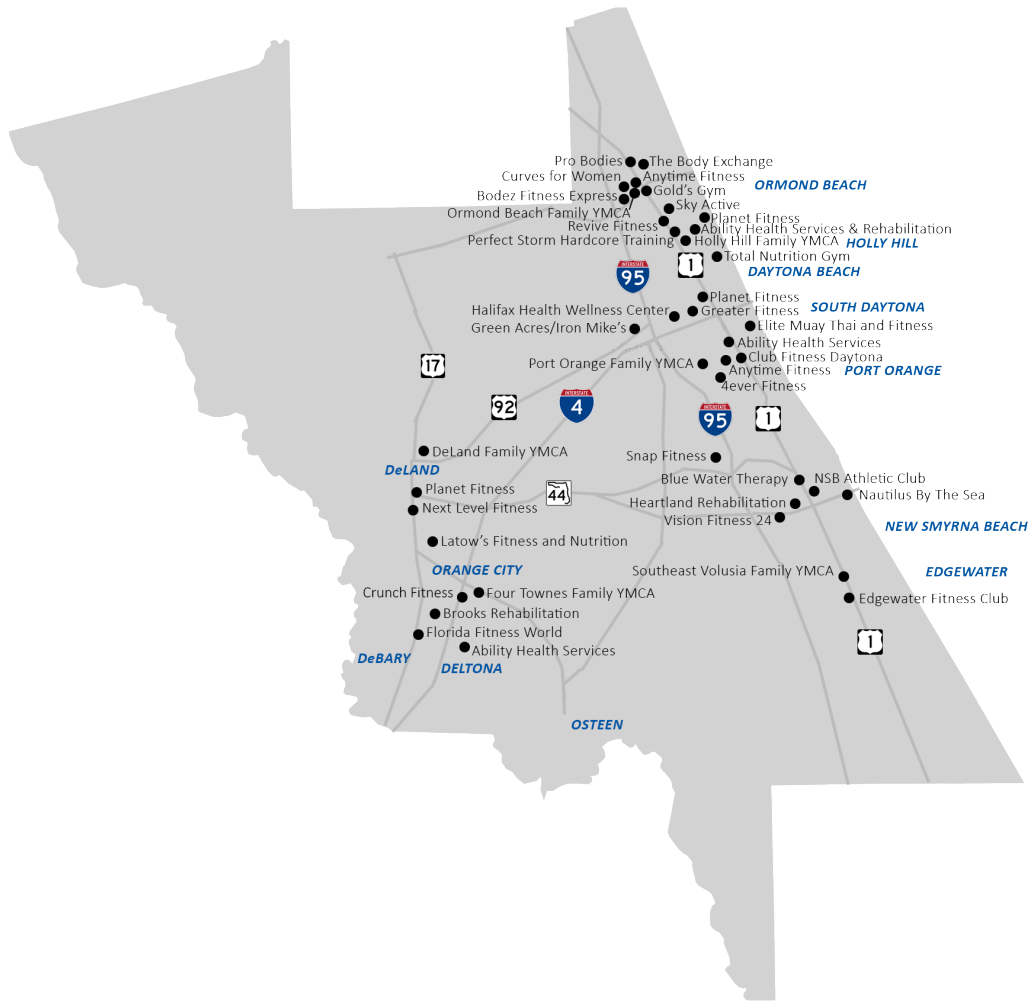 Pro Bodies
The Body Exchange
Curves for Women
Anytime Fitness
ORMOND BEACH
Bodez Fitness Express
Gold's Gym
Ormond Beach Family YMCA
Sky Active
Revive Fitness
Planet Fitness
Ability Health Services & Rehabilitation
Perfect Storm Hardcore Training
Holly Hill Family YMCA
HOLLY HILL
Total Nutrition Gym
INTERSTATE
95
1
DAYTONA BEACH
Planet Fitness
Halifax Health Wellness Center
Greater Fitness
SOUTH DAYTONA
Green Acres/Iron Mike's
Elite Muay Thai and Fitness
Ability Health Services
Club Fitness Daytona
17
Port Orange Family YMCA
Anytime Fitness
PORT ORANGE
4ever Fitness
92
INTERSTATE
4
INTERSTATE
95
1
DeLand Family YMCA
Snap Fitness
DeLAND
Blue Water Therapy
NSB Athletic Club
Planet Fitness
44
Nautilus By The Sea
Next Level Fitness
Heartland Rehabilitation
Vision Fitness 24
NEW SMYRNA BEACH
Latow's Fitness and Nutrition
ORANGE CITY
Southeast Volusia Family YMCA
EDGEWATER
Crunch Fitness
Four Townes Family YMCA
Edgewater Fitness Club
Brooks Rehabilitation
Florida Fitness World
1
DeBARY
Ability Health Services
DELTONA
OSTEEN